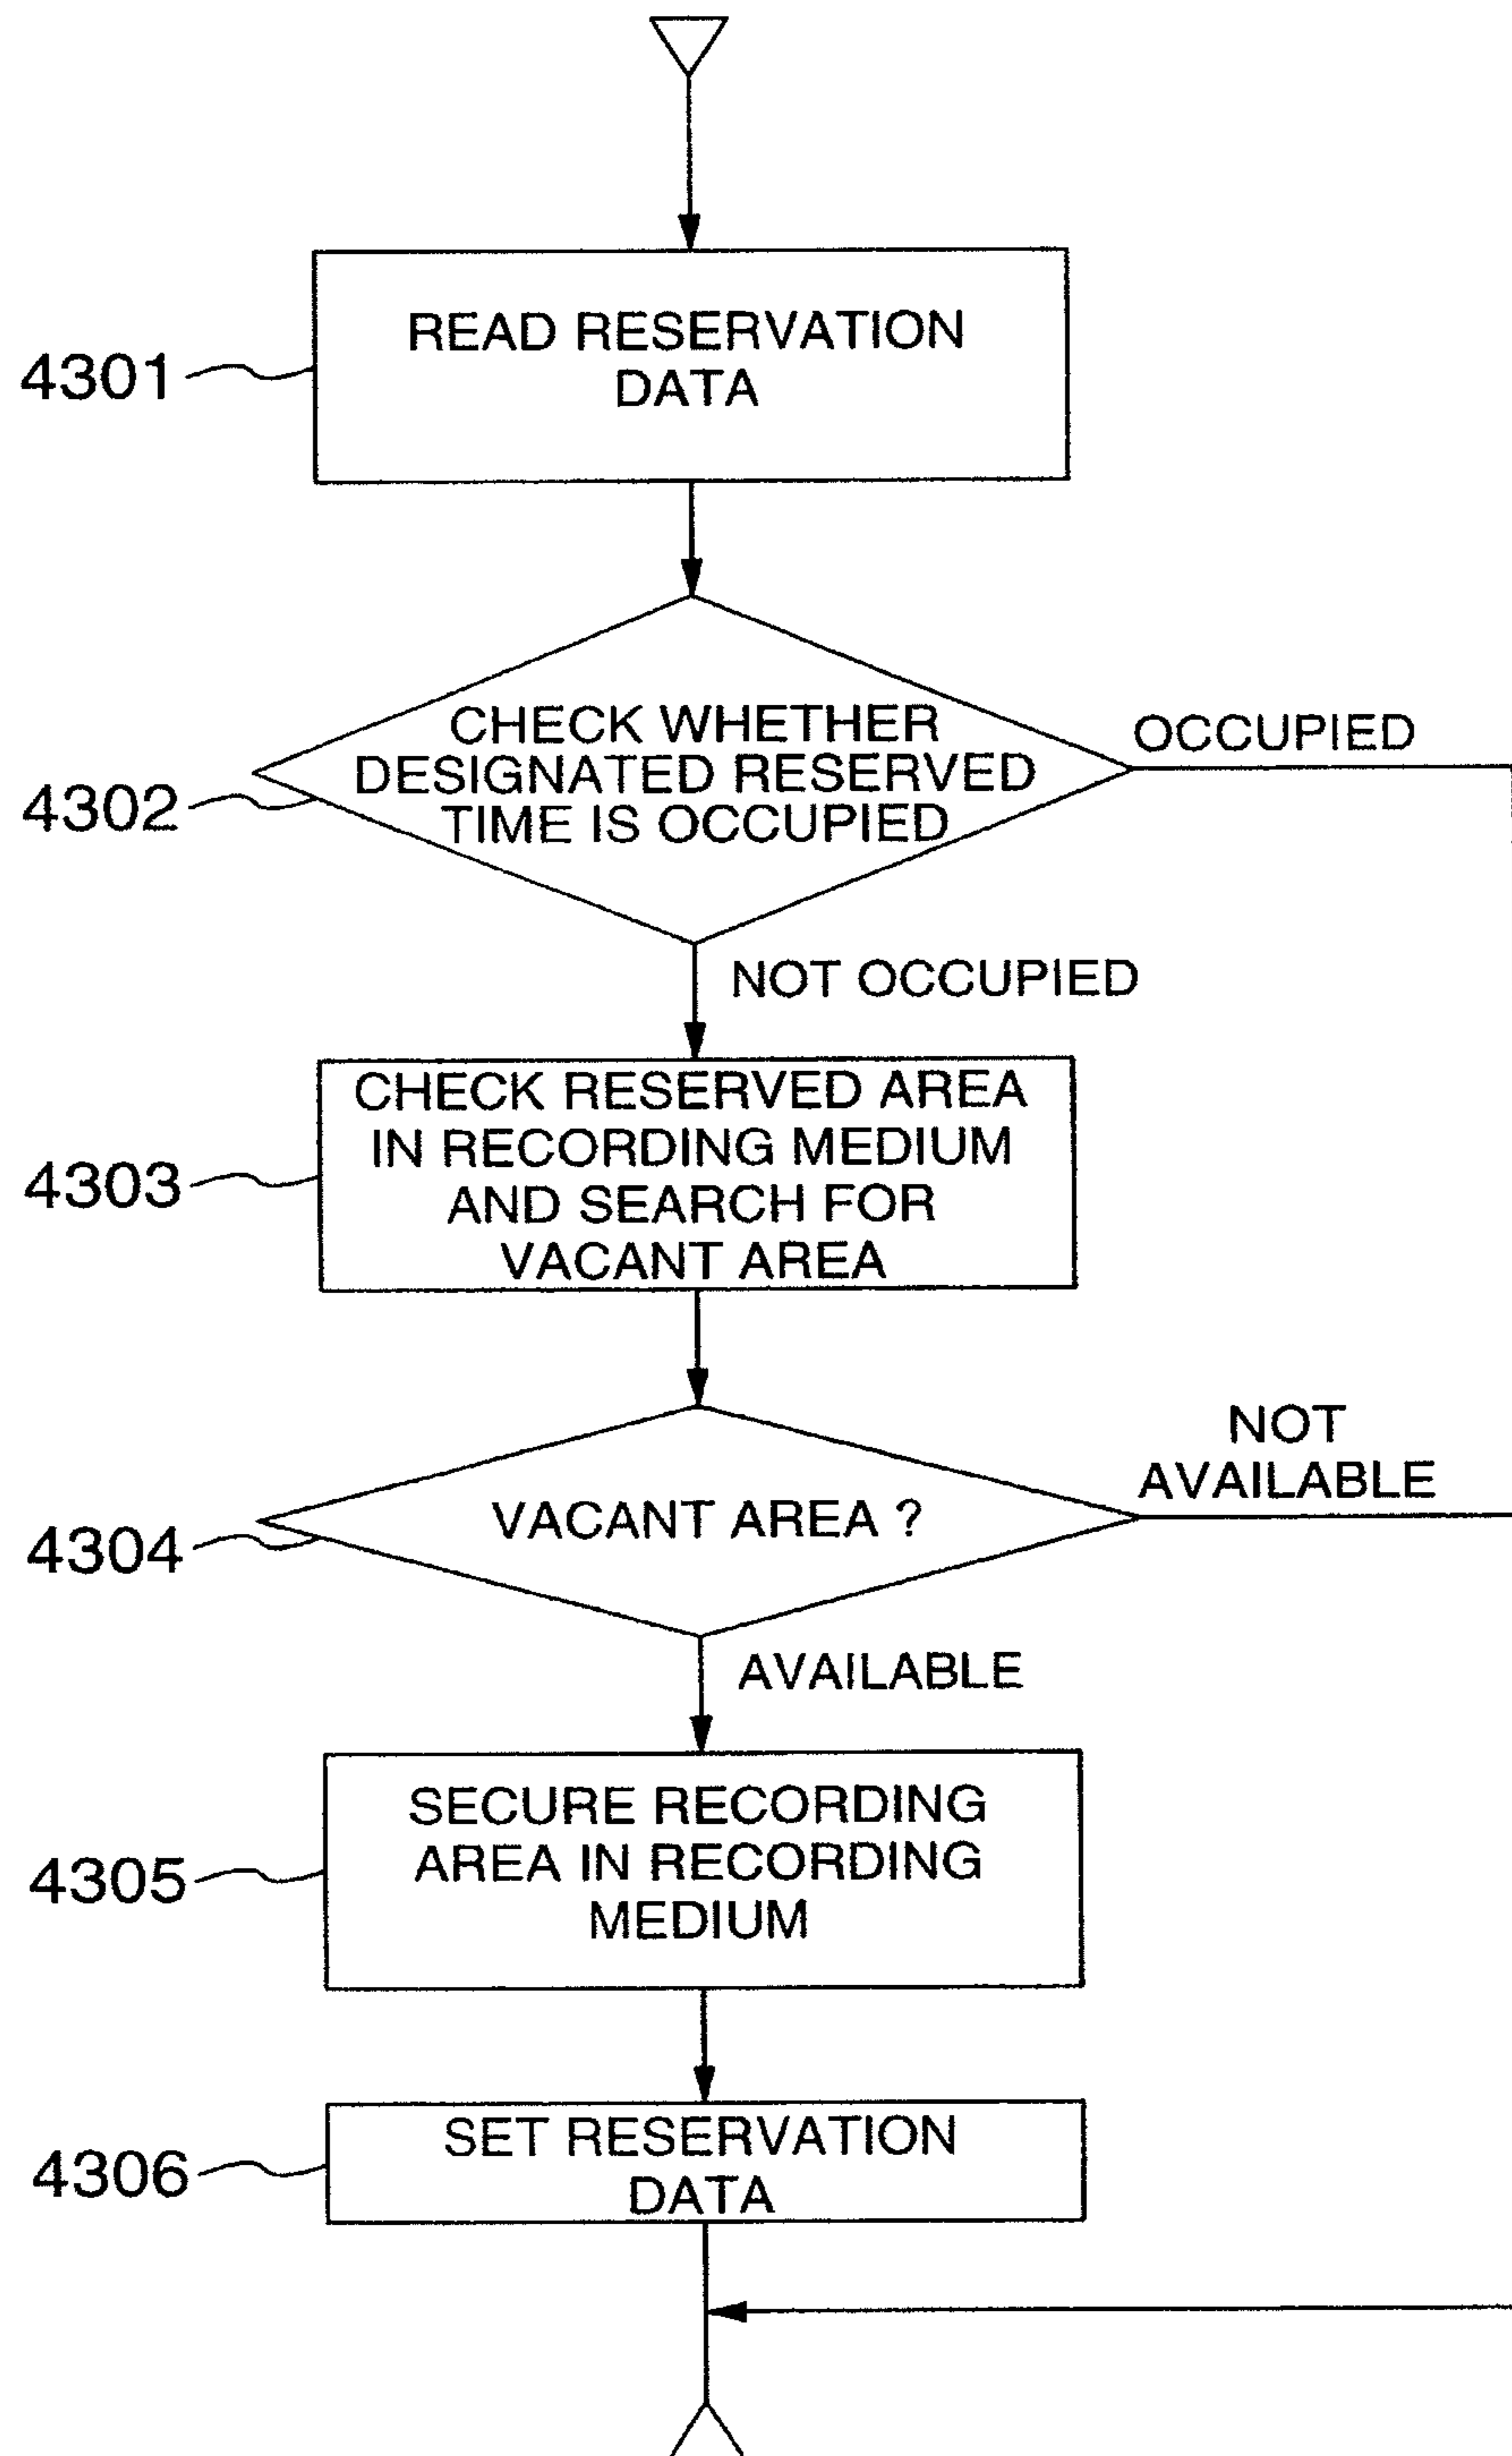 4301
READ RESERVATION
DATA
4302
CHECK WHETHER
DESIGNATED RESERVED
TIME IS OCCUPIED
OCCUPIED
NOT OCCUPIED
4303
CHECK RESERVED AREA
IN RECORDING MEDIUM
AND SEARCH FOR
VACANT AREA
4304
VACANT AREA ?
NOT
AVAILABLE
AVAILABLE
4305
SECURE RECORDING
AREA IN RECORDING
MEDIUM
4306
SET RESERVATION
DATA